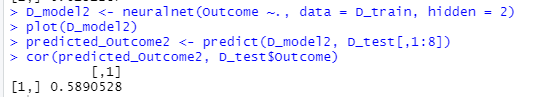 > D_model2 <- neuralnet(Outcome ~., data = D_train, hidden = 2)
> plot(D_model2)
> predicted_Outcome2 <- predict(D_model2, D_test[,1:8])
> cor(predicted_Outcome2, D_test$Outcome)
[,1]
[1,] 0.5890528